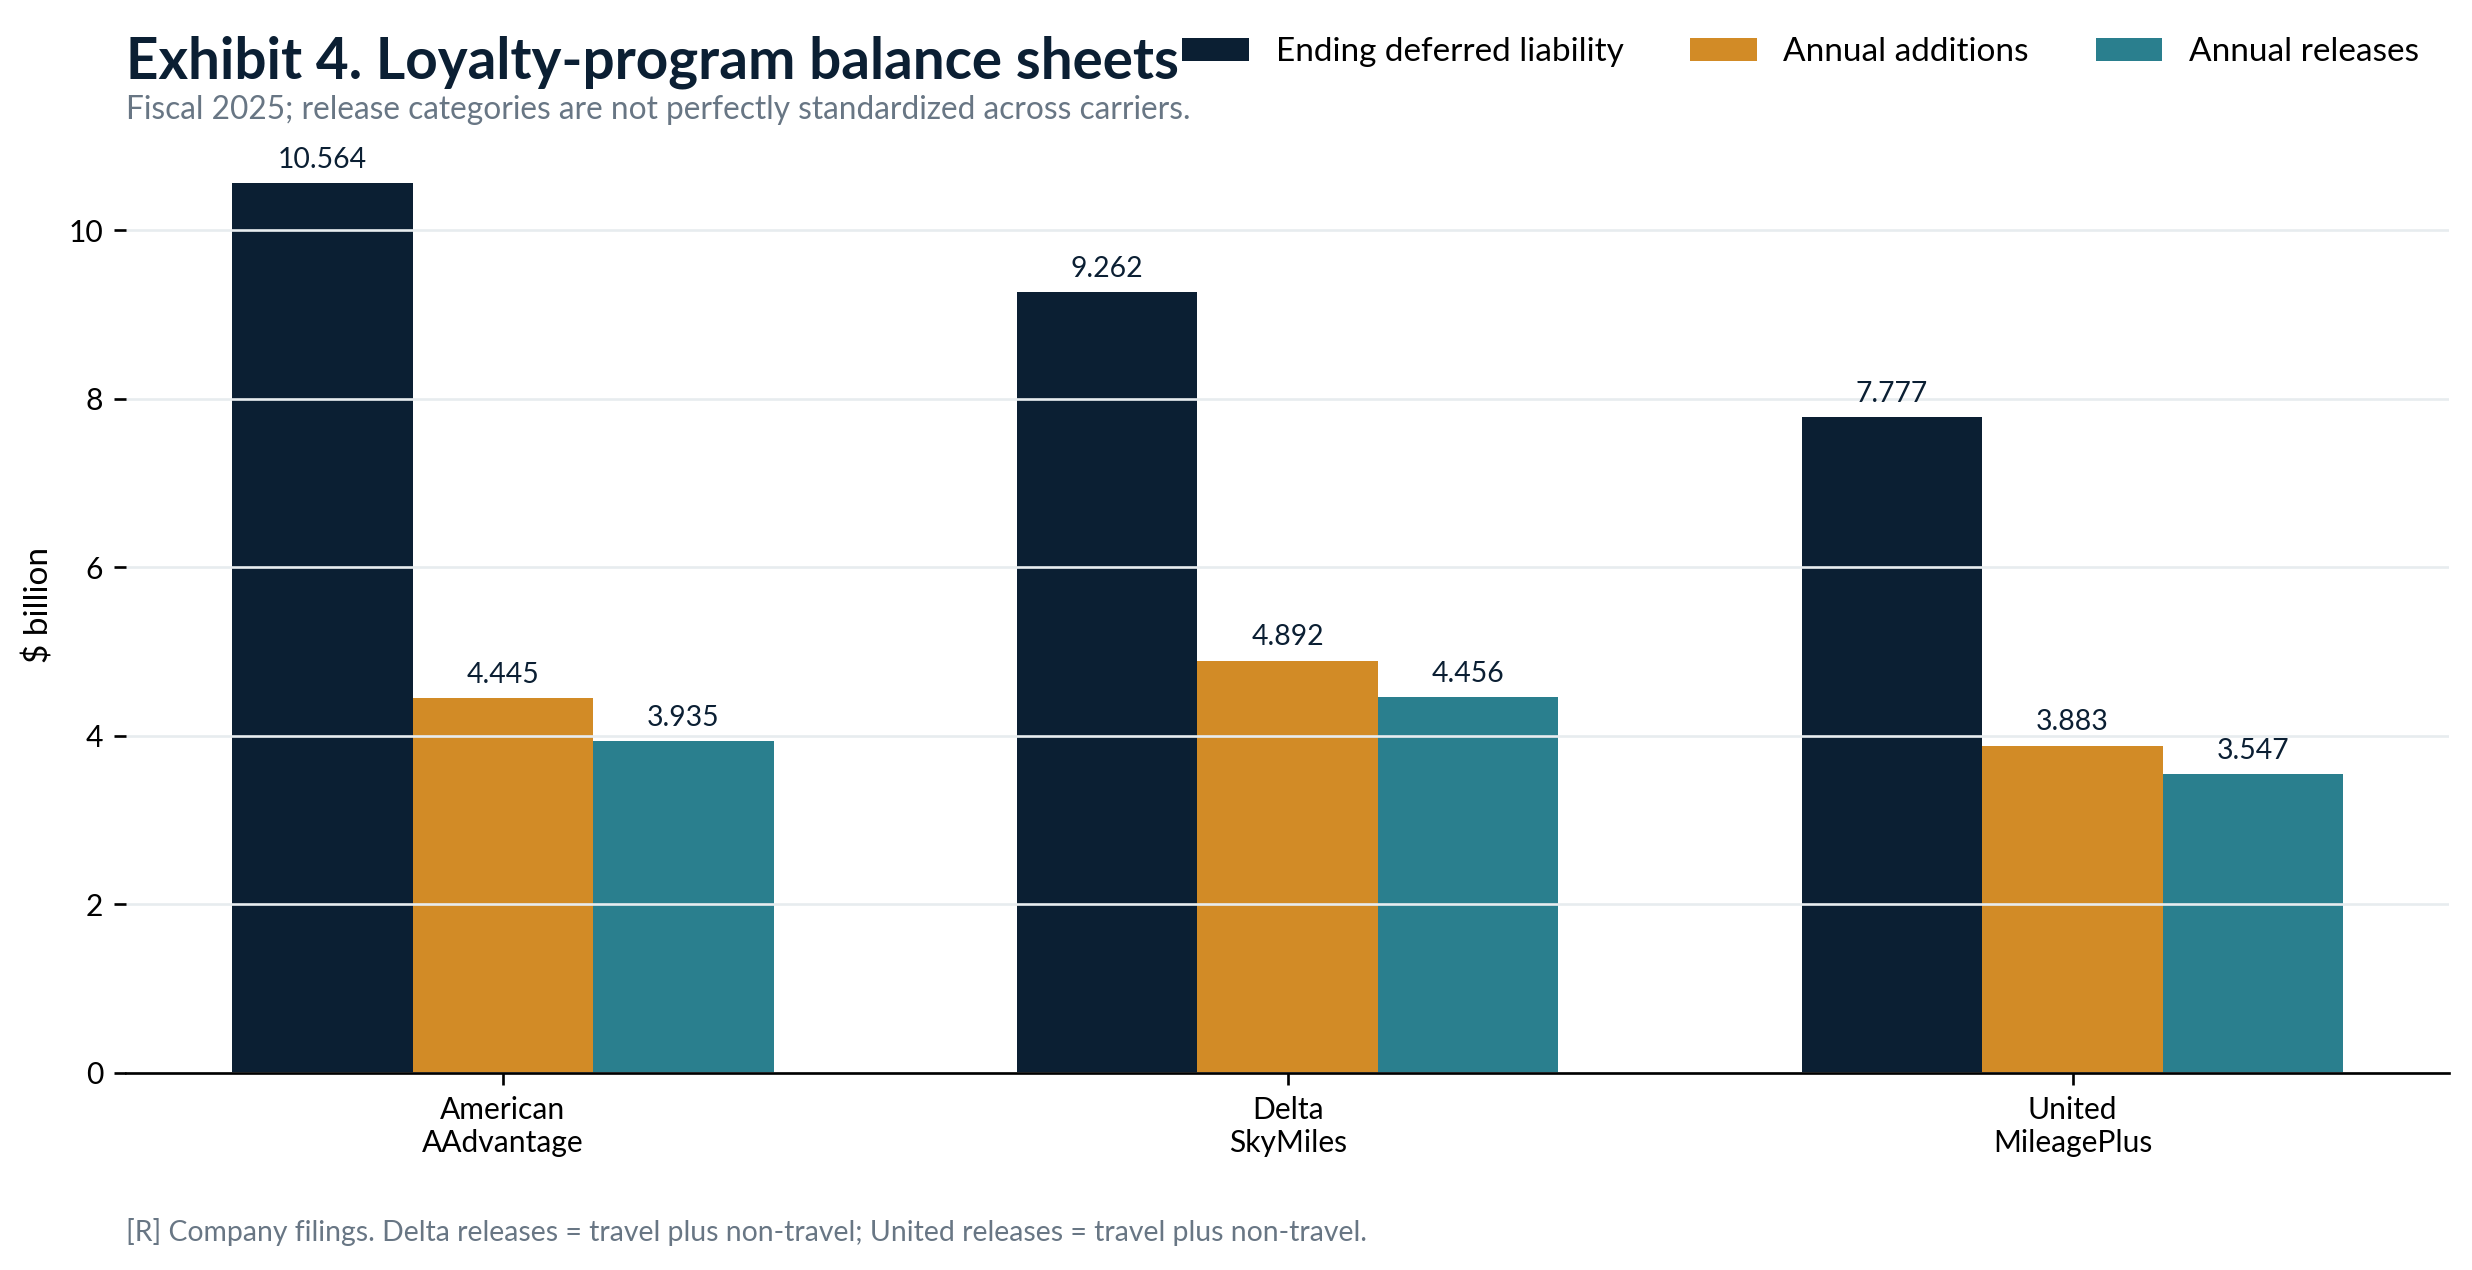 Exhibit 4. Loyalty-program balance sheets
Ending deferred liability
Annual additions
Annual releases
Fiscal 2025; release categories are not perfectly standardized across carriers.
$ billion
10
8
6
4
2
0
10.564
4.445
3.935
9.262
4.892
4.456
7.777
3.883
3.547
American
AAdvantage
Delta
SkyMiles
United
MileagePlus
[R] Company filings. Delta releases = travel plus non-travel; United releases = travel plus non-travel.